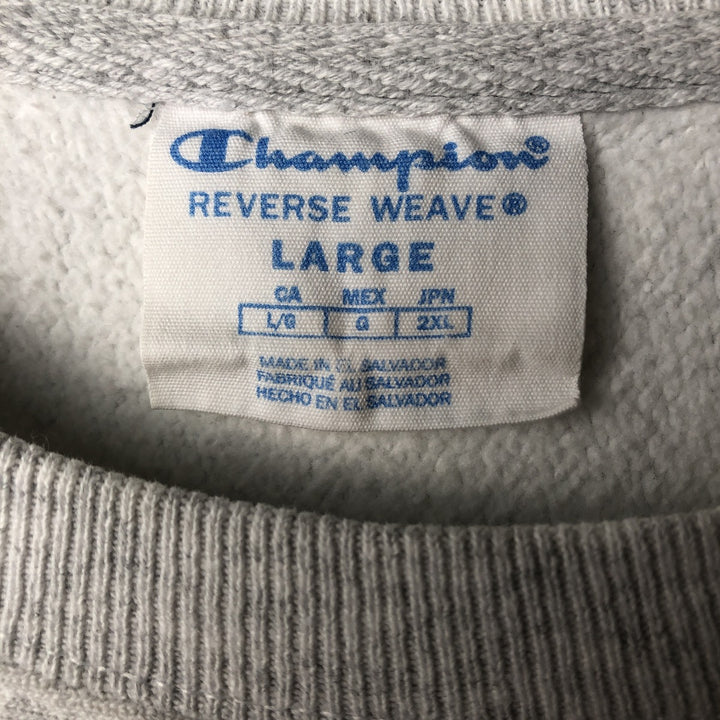 Champion®
REVERSE WEAVE®
LARGE
CA MEX JPN
L/G G 2XL
MADE IN EL SALVADOR
FABRIQUÉ AU SALVADOR
HECHO EN EL SALVADOR